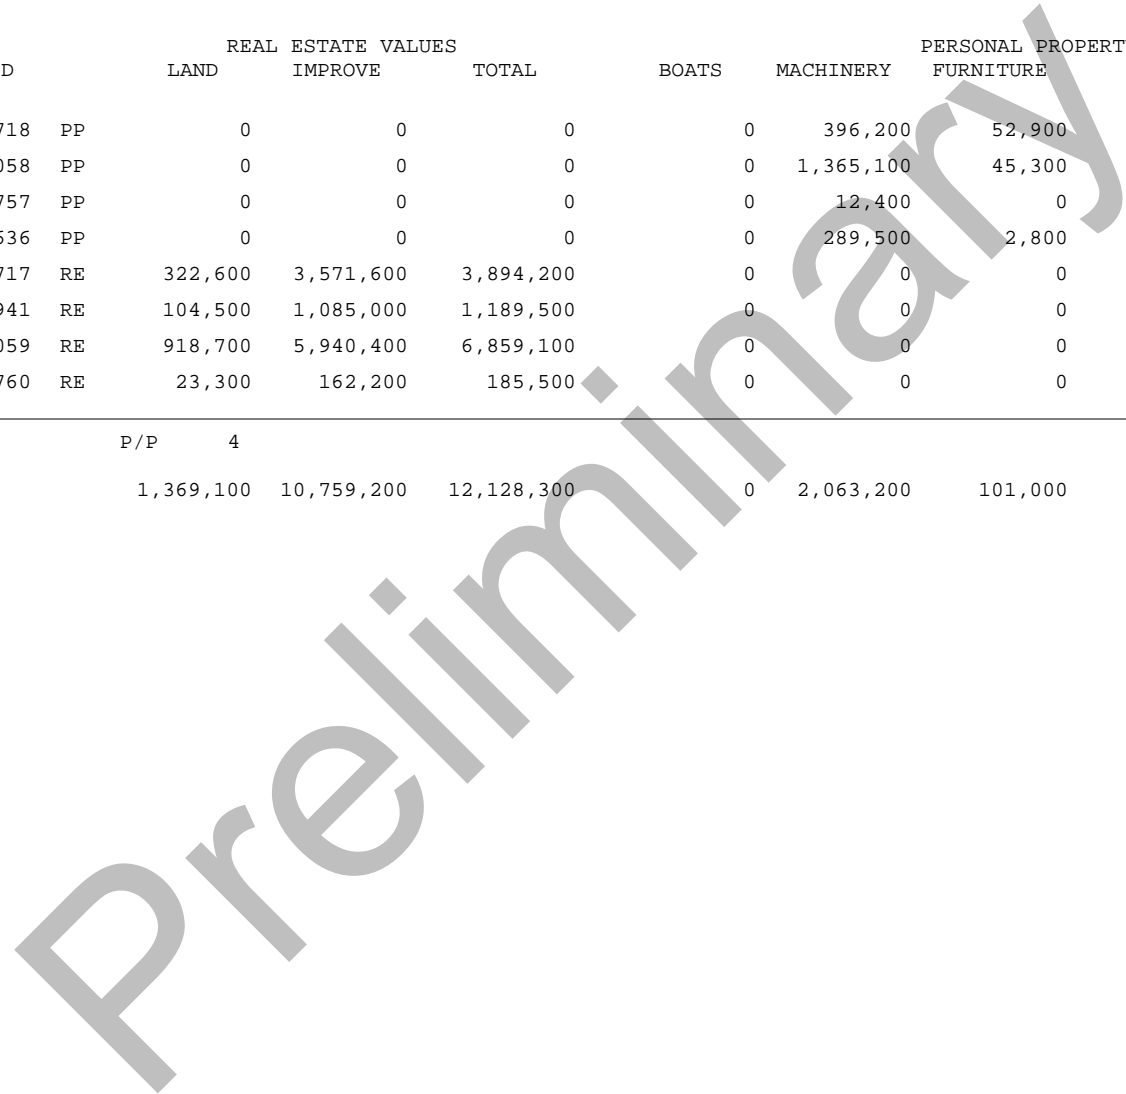 REAL ESTATE VALUES PERSONAL PROPERT
D LAND IMPROVE TOTAL BOATS MACHINERY FURNITURE
718 PP 0 0 0 0 396,200 52,900
058 PP 0 0 0 0 1,365,100 45,300
757 PP 0 0 0 0 12,400 0
636 PP 0 0 0 0 289,500 2,800
717 RE 322,600 3,571,600 3,894,200 0 0 0
941 RE 104,500 1,085,000 1,189,500 0 0 0
059 RE 918,700 5,940,400 6,859,100 0 0 0
760 RE 23,300 162,200 185,500 0 0 0
P/P 4
1,369,100 10,759,200 12,128,300 0 2,063,200 101,000
Preliminary